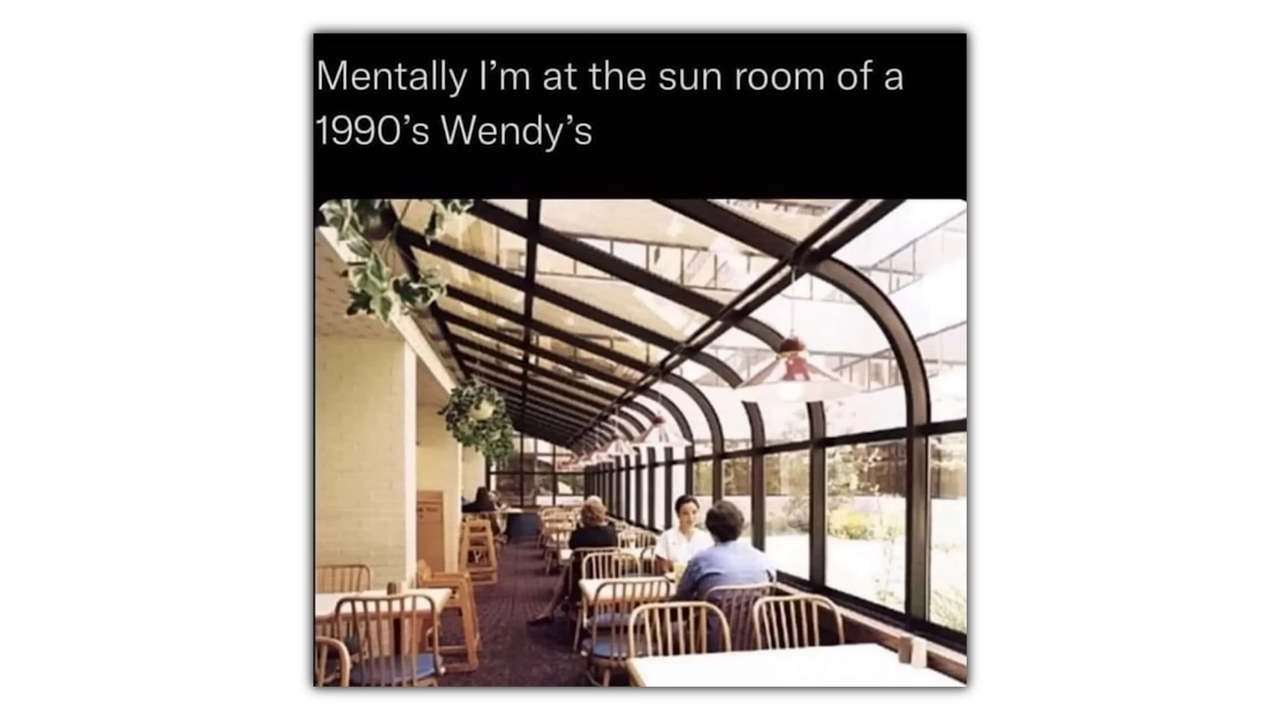 Mentally I’m at the sun room of a
1990’s Wendy’s